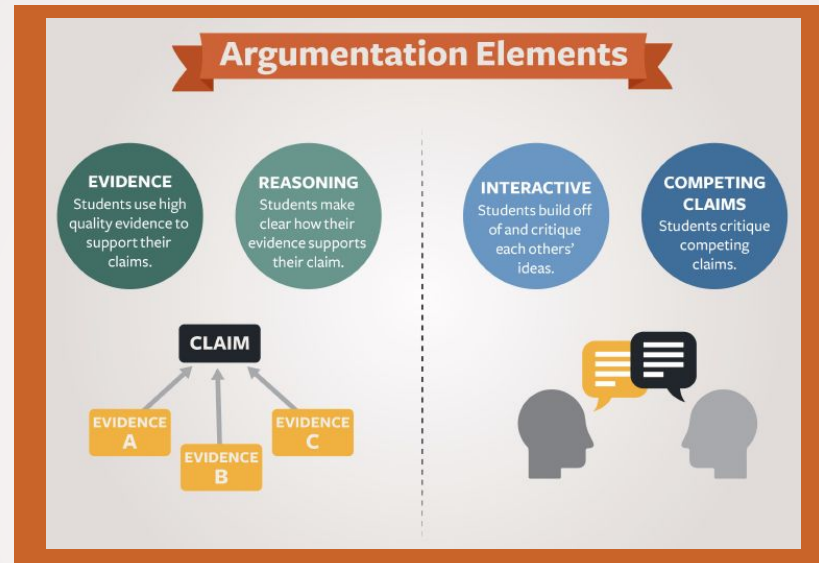 Argumentation Elements
EVIDENCE
Students use high
quality evidence to
support their
claims.
REASONING
Students make
clear how their
evidence supports
their claim.
INTERACTIVE
Students build off
of and critique
each others'
ideas.
COMPETING
CLAIMS
Students critique
competing
claims.
CLAIM
EVIDENCE
A
EVIDENCE
B
EVIDENCE
C